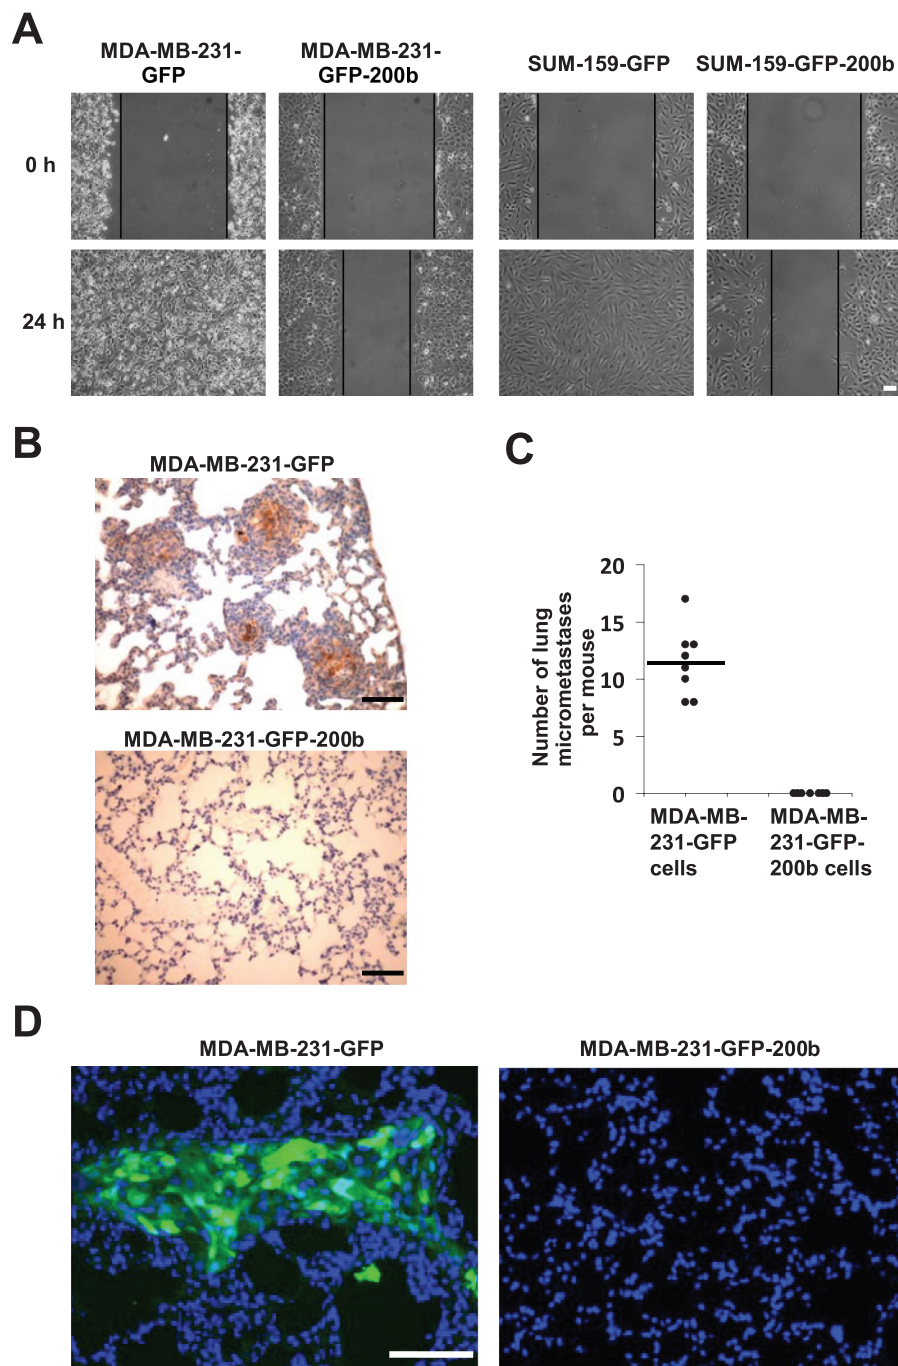 A
MDA-MB-231-
GFP
MDA-MB-231-
GFP-200b
SUM-159-GFP
SUM-159-GFP-200b
0 h
24 h
B
MDA-MB-231-GFP
MDA-MB-231-GFP-200b
C
Number of lung
micrometastases
per mouse
20
15
10
5
0
MDA-MB-
231-GFP
cells
MDA-MB-
231-GFP-
200b cells
D
MDA-MB-231-GFP
MDA-MB-231-GFP-200b